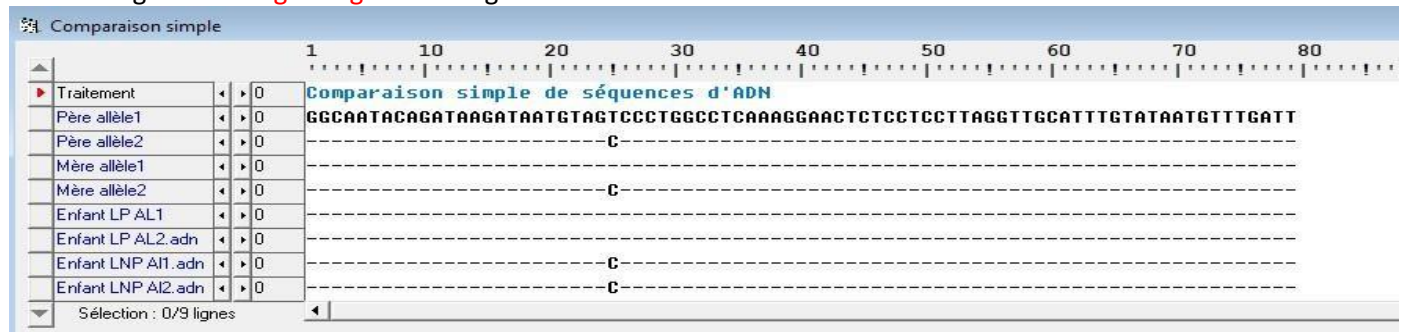 Comparaison simple
1 10 20 30 40 50 60 70 80
Traitement 0 Comparaison simple de séquences d'ADN
Père allèle1 0 GGCAATACAGATAAGATAATGTAGTCCCTGGCCTCAAAGGAACTCTCCTCCTTAGGTTGCATTTGTATAATGTTTGATT
Père allèle2 0 ------------------------C------------------------------------------------------
Mère allèle1 0 -------------------------------------------------------------------------------
Mère allèle2 0 ------------------------C------------------------------------------------------
Enfant LP AL1 0 -------------------------------------------------------------------------------
Enfant LP AL2.adn 0 -------------------------------------------------------------------------------
Enfant LNP Al1.adn 0 ------------------------C------------------------------------------------------
Enfant LNP Al2.adn 0 ------------------------C------------------------------------------------------
Sélection : 0/9 lignes